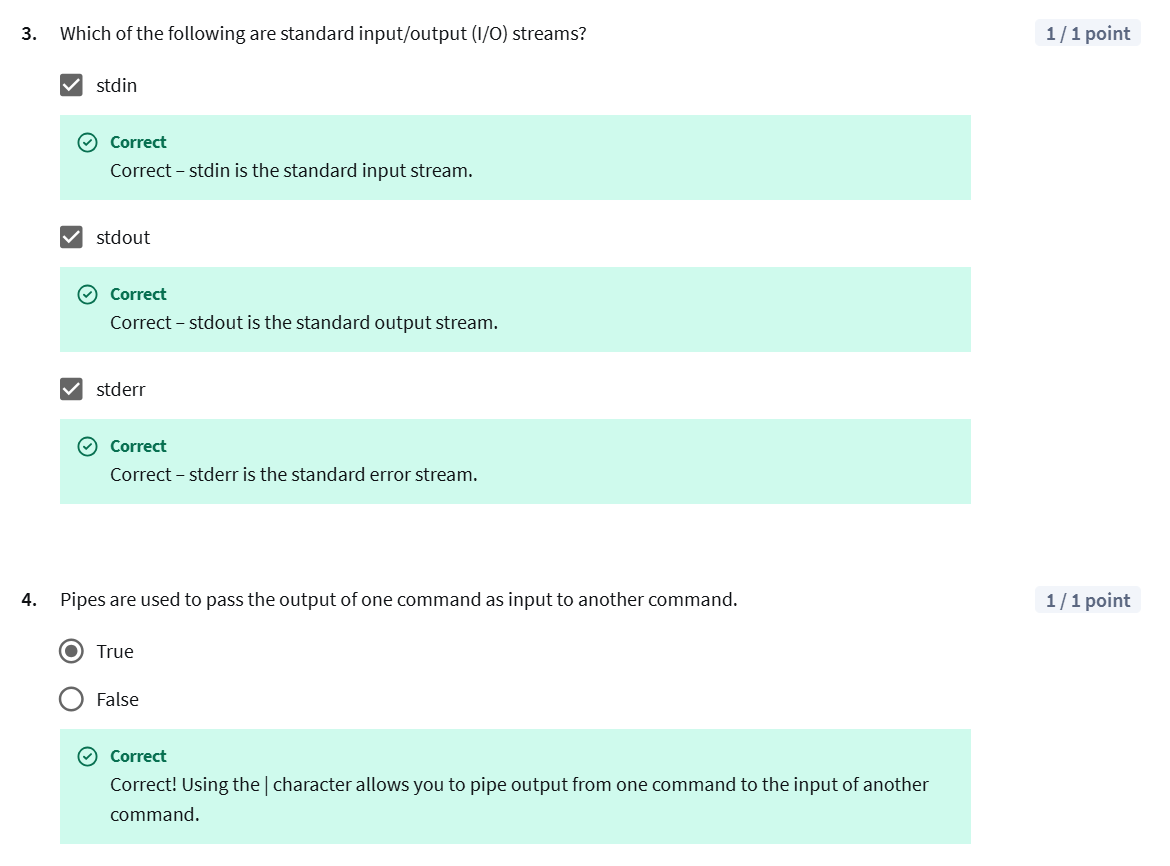 3. Which of the following are standard input/output (I/O) streams? 1 / 1 point
stdin
Correct
Correct – stdin is the standard input stream.
stdout
Correct
Correct – stdout is the standard output stream.
stderr
Correct
Correct – stderr is the standard error stream.
4. Pipes are used to pass the output of one command as input to another command. 1 / 1 point
True
False
Correct
Correct! Using the | character allows you to pipe output from one command to the input of another
command.